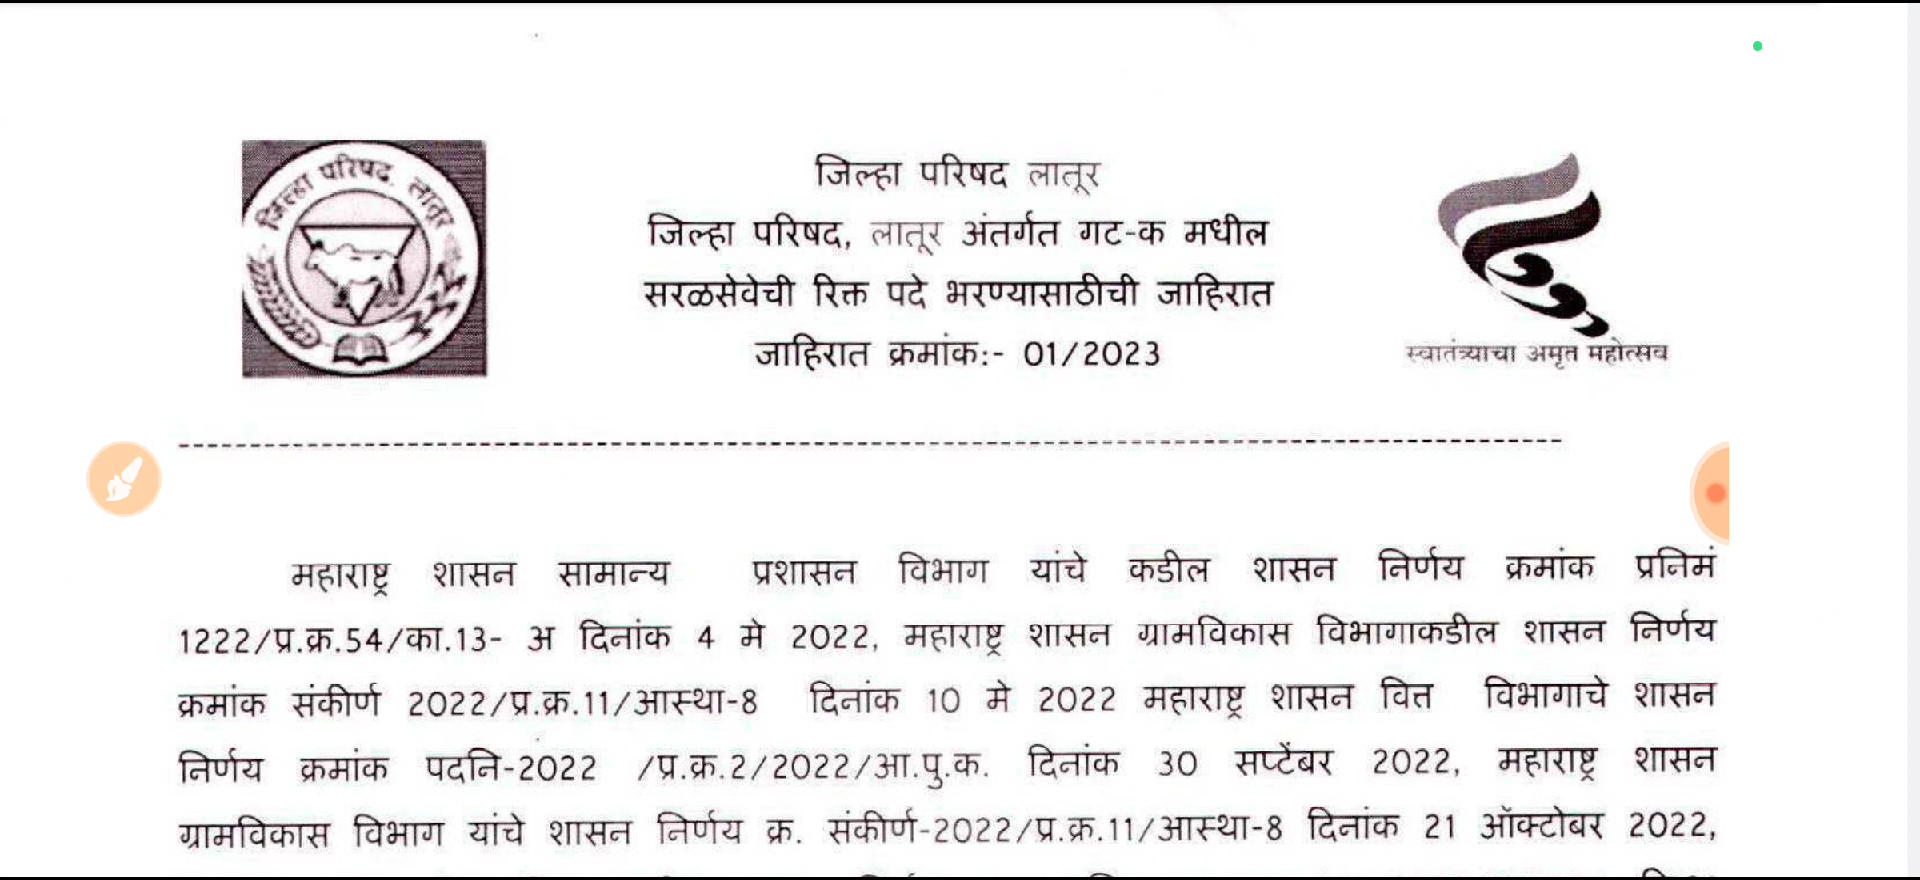 जिल्हा परिषद, लातूर
जिल्हा परिषद लातूर
जिल्हा परिषद, लातूर अंतर्गत गट-क मधील
सरळसेवेची रिक्त पदे भरण्यासाठीची जाहिरात
जाहिरात क्रमांक:- 01/2023
स्वातंत्र्याचा अमृत महोत्सव
महाराष्ट्र शासन सामान्य प्रशासन विभाग यांचे कडील शासन निर्णय क्रमांक प्रनिमं
1222/प्र.क्र.54/का.13- अ दिनांक 4 मे 2022, महाराष्ट्र शासन ग्रामविकास विभागाकडील शासन निर्णय
क्रमांक संकीर्ण 2022/प्र.क्र.11/आस्था-8 दिनांक 10 मे 2022 महाराष्ट्र शासन वित्त विभागाचे शासन
निर्णय क्रमांक पदनि-2022 /प्र.क्र.2/2022/आ.पु.क. दिनांक 30 सप्टेंबर 2022, महाराष्ट्र शासन
ग्रामविकास विभाग यांचे शासन निर्णय क्र. संकीर्ण-2022/प्र.क्र.11/आस्था-8 दिनांक 21 ऑक्टोबर 2022,